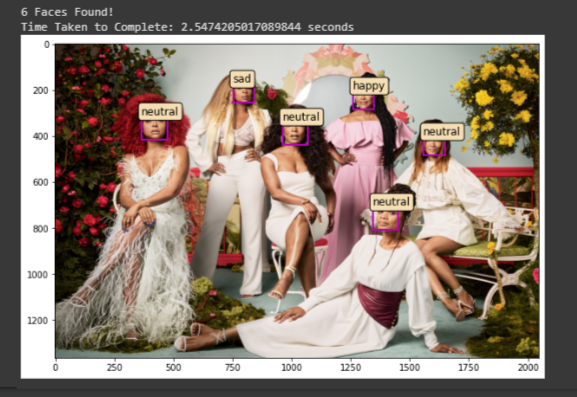 6 Faces Found!
Time Taken to Complete: 2.5474205017089844 seconds
0
200
400
600
800
1000
1200
sad
happy
neutral
neutral
neutral
neutral
0
250
500
750
1000
1250
1500
1750
2000